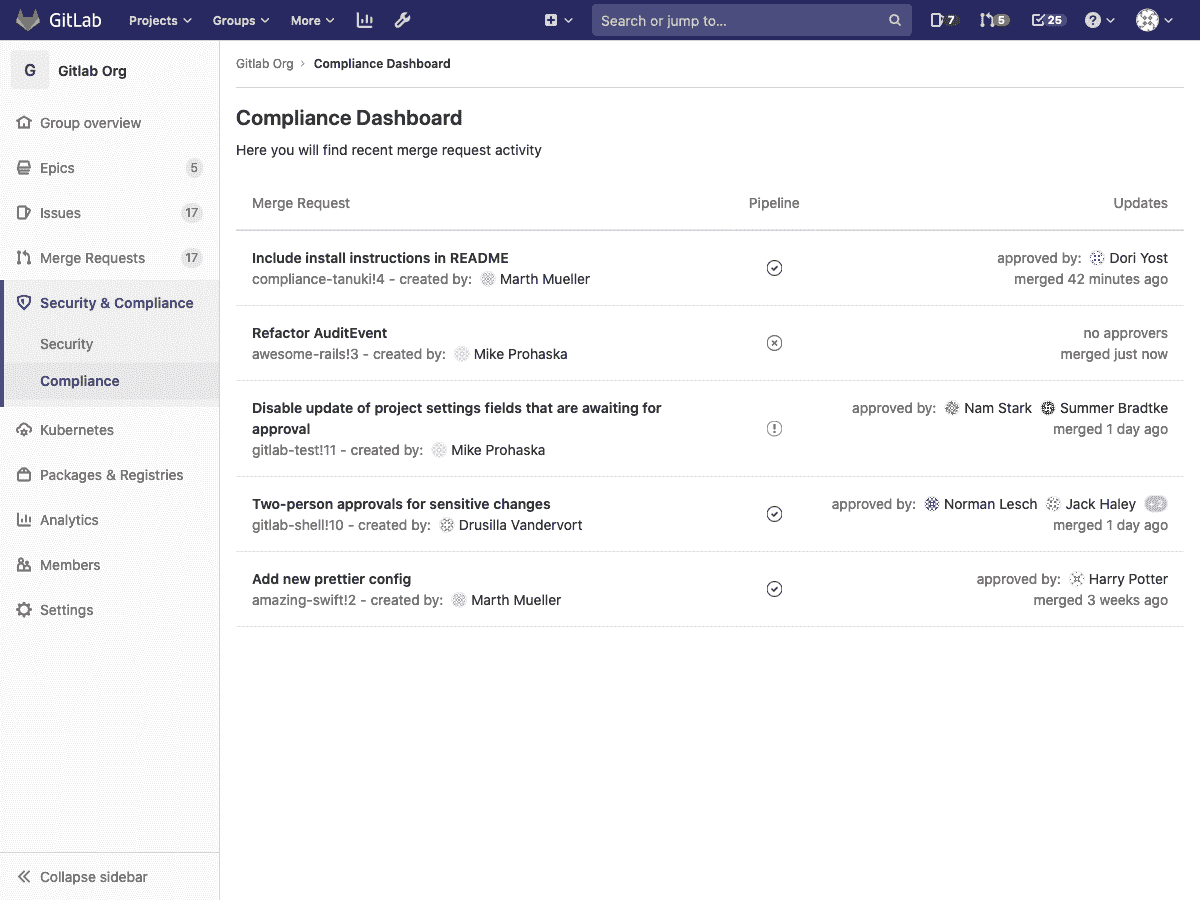 GitLab Projects Groups More Search or jump to... 7 5 25
G Gitlab Org
Group overview
Epics 5
Issues 17
Merge Requests 17
Security & Compliance
Security
Compliance
Kubernetes
Packages & Registries
Analytics
Members
Settings
Collapse sidebar
Gitlab Org › Compliance Dashboard
Compliance Dashboard
Here you will find recent merge request activity
Merge Request Pipeline Updates
Include install instructions in README
compliance-tanuki!4 - created by: Marth Mueller
approved by: Dori Yost
merged 42 minutes ago
Refactor AuditEvent
awesome-rails!3 - created by: Mike Prohaska
no approvers
merged just now
Disable update of project settings fields that are awaiting for
approval
gitlab-test!11 - created by: Mike Prohaska
approved by: Nam Stark Summer Bradtke
merged 1 day ago
Two-person approvals for sensitive changes
gitlab-shell!10 - created by: Drusilla Vandervort
approved by: Norman Lesch Jack Haley
merged 1 day ago
Add new prettier config
amazing-swift!2 - created by: Marth Mueller
approved by: Harry Potter
merged 3 weeks ago